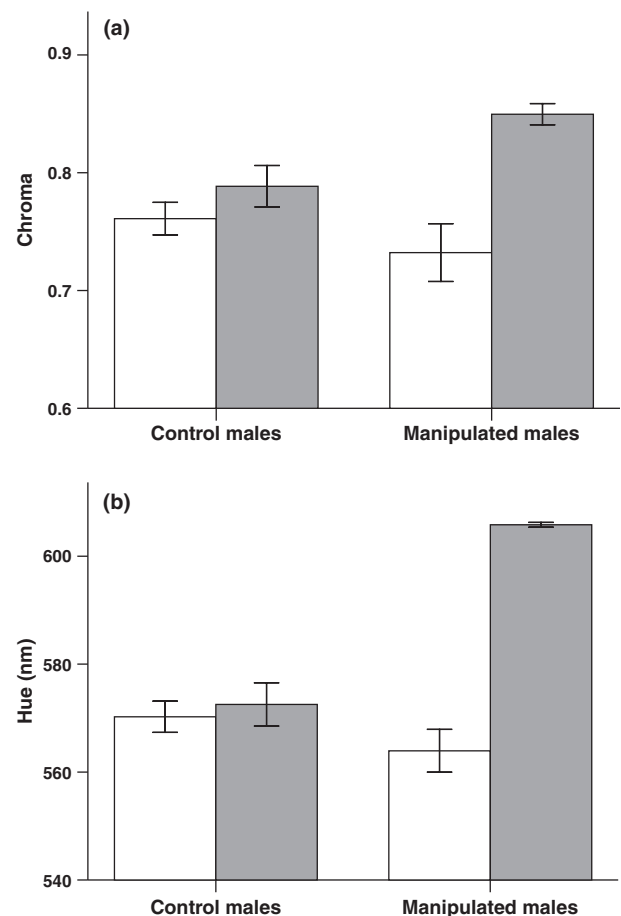 (a)
0.9
0.8
0.7
0.6
Chroma
Control males Manipulated males
(b)
600
580
560
540
Hue (nm)
Control males Manipulated males